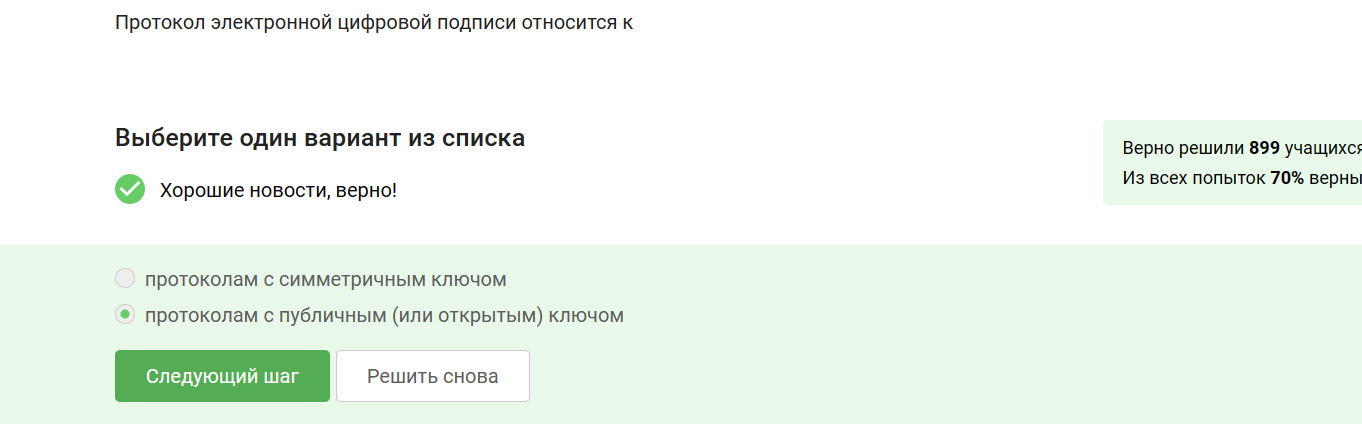 Протокол электронной цифровой подписи относится к
Выберите один вариант из списка
Верно решили 899 учащихся
Хорошие новости, верно!
Из всех попыток 70% верны
протоколам с симметричным ключом
протоколам с публичным (или открытым) ключом
Следующий шаг Решить снова